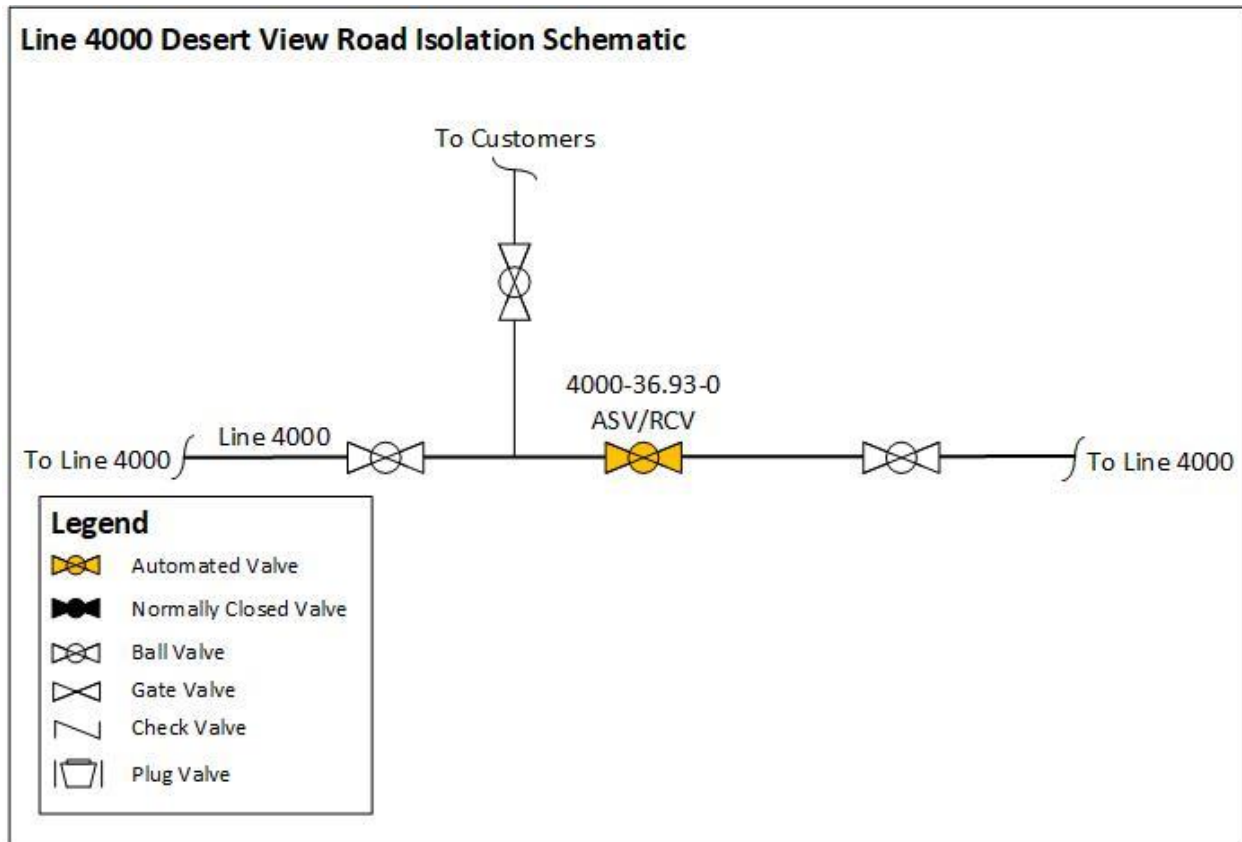 Line 4000 Desert View Road Isolation Schematic
To Customers
4000-36.93-0
ASV/RCV
Line 4000
To Line 4000
To Line 4000
Legend
Automated Valve
Normally Closed Valve
Ball Valve
Gate Valve
Check Valve
Plug Valve